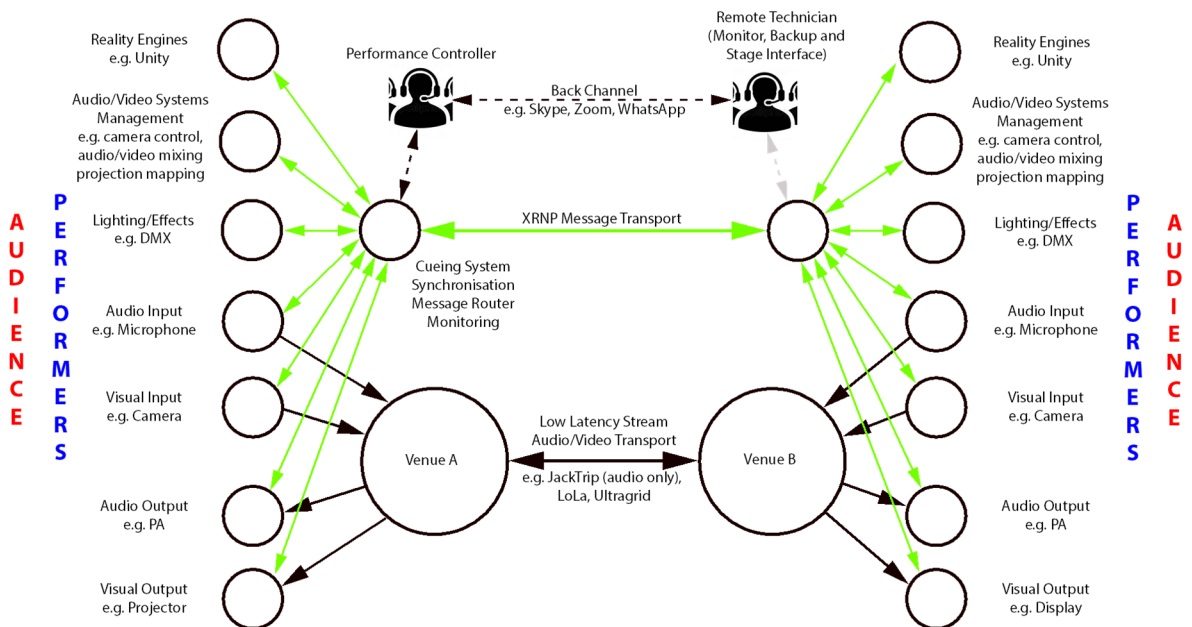 AUDIENCE
PERFORMERS
Reality Engines
e.g. Unity
Audio/Video Systems
Management
e.g. camera control,
audio/video mixing
projection mapping
Lighting/Effects
e.g. DMX
Audio Input
e.g. Microphone
Visual Input
e.g. Camera
Audio Output
e.g. PA
Visual Output
e.g. Projector
Performance Controller
Back Channel
e.g. Skype, Zoom, WhatsApp
Remote Technician
(Monitor, Backup and
Stage Interface)
XRNP Message Transport
Cueing System
Synchronisation
Message Router
Monitoring
Venue A
Low Latency Stream
Audio/Video Transport
e.g. JackTrip (audio only),
LoLa, Ultragrid
Venue B
Reality Engines
e.g. Unity
Audio/Video Systems
Management
e.g. camera control,
audio/video mixing
projection mapping
Lighting/Effects
e.g. DMX
Audio Input
e.g. Microphone
Visual Input
e.g. Camera
Audio Output
e.g. PA
Visual Output
e.g. Display
PERFORMERS
AUDIENCE